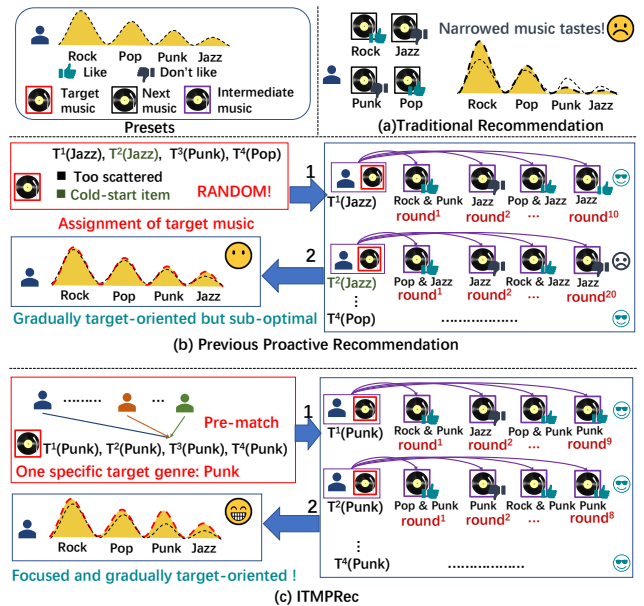 Rock Pop Punk Jazz
Like Don't like
Target music
Next music
Intermediate music
Presets
Rock Jazz
Punk Pop
Narrowed music tastes!
Rock Pop Punk Jazz
(a)Traditional Recommendation
T¹(Jazz), T²(Jazz), T³(Punk), T⁴(Pop)
Too scattered
Cold-start item
RANDOM!
Assignment of target music
1
T¹(Jazz)
Rock & Punk Jazz Pop & Jazz Jazz
round¹ round² ... round¹⁰
2
T²(Jazz)
Pop & Jazz Jazz Rock & Jazz Jazz
round¹ round² ... round²⁰
⋮
T⁴(Pop) ..................
Rock Pop Punk Jazz
Gradually target-oriented but sub-optimal
(b) Previous Proactive Recommendation
......... ...
Pre-match
T¹(Punk), T²(Punk), T³(Punk), T⁴(Punk)
One specific target genre: Punk
1
T¹(Punk)
Rock & Punk Jazz Pop & Punk Punk
round¹ round² ... round⁹
2
T²(Punk)
Pop & Punk Punk Rock & Punk Punk
round¹ round² ... round⁸
⋮
T⁴(Punk) ..................
Rock Pop Punk Jazz
Focused and gradually target-oriented !
(c) ITMPRec